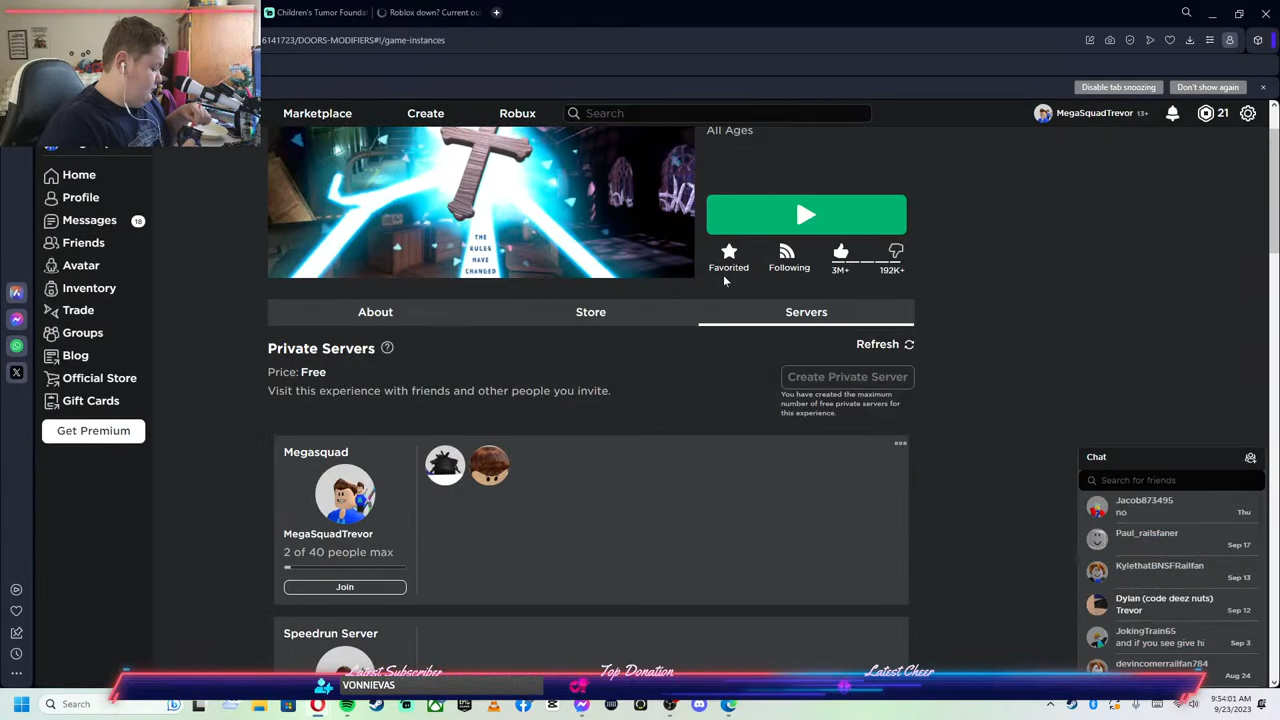 Children's Tumor Founda
Roblox down? Current ou
6141723/DOORS-MODIFIERS#!/game-instances
Disable tab snoozing
Don't show again
Marketplace
Create
Robux
Search
MegaSquadTrevor 13+
21
All Ages
Home
Profile
Messages
18
Friends
Avatar
Inventory
Trade
Groups
Blog
Official Store
Gift Cards
Get Premium
THE
RULES
HAVE
CHANGED
Favorited
Following
3M+
192K+
About
Store
Servers
Private Servers
Refresh
Price: Free
Visit this experience with friends and other people you invite.
Create Private Server
You have created the maximum
number of free private servers for
this experience.
Megasquad
MegaSquadTrevor
2 of 40 people max
Join
Speedrun Server
Chat
Search for friends
Jacob873495
no
Thu
Paul_railsfaner
Sep 17
KylethatBNSFRailfan
Sep 13
Dylan (code deez nuts)
Trevor
Sep 12
JokingTrain65
and if you see give hi
Sep 3
devincomerrailfan784
Aug 24
Latest Subscriber
Top Donation
Latest Cheer
VONNIEVAS
Search
9:54:01 AM
9/23/2023